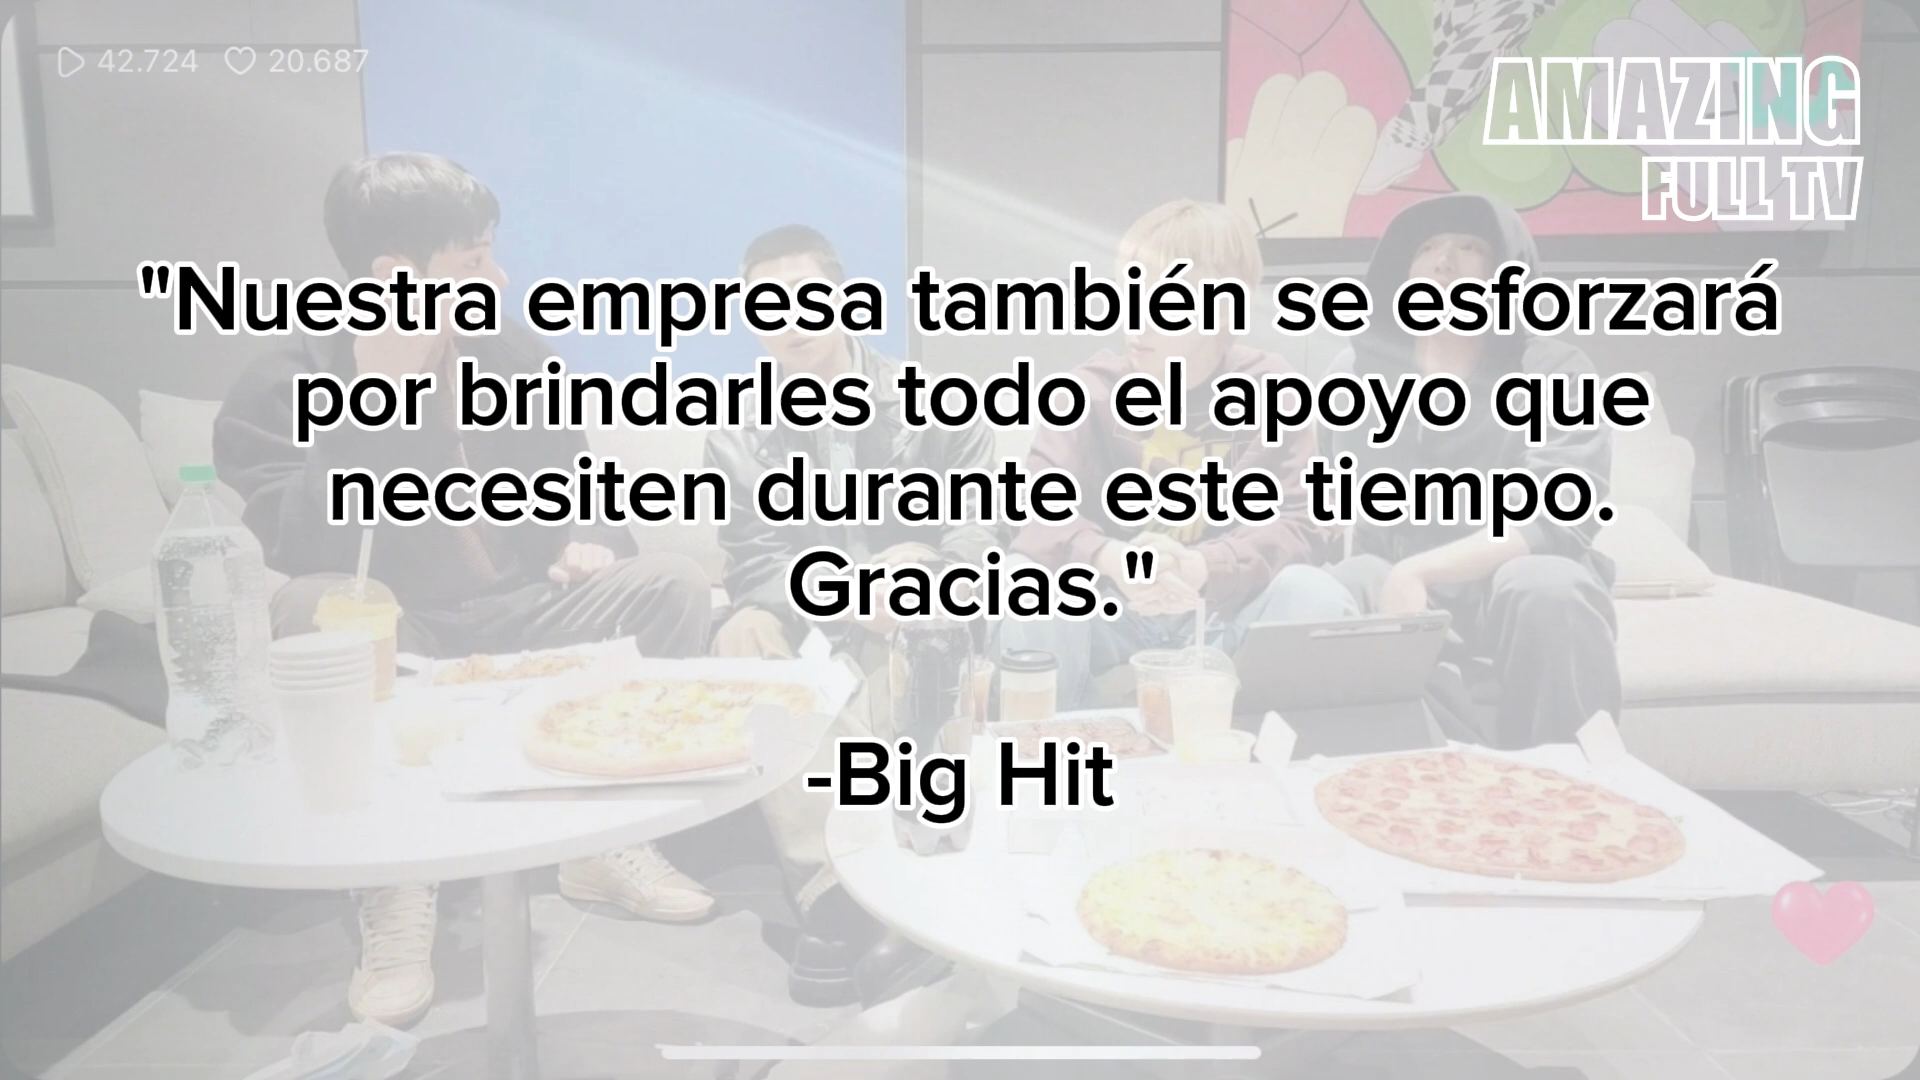 42.724 20.687
AMAZING
FULL TV
"Nuestra empresa también se esforzará
por brindarles todo el apoyo que
necesiten durante este tiempo.
Gracias."
-Big Hit